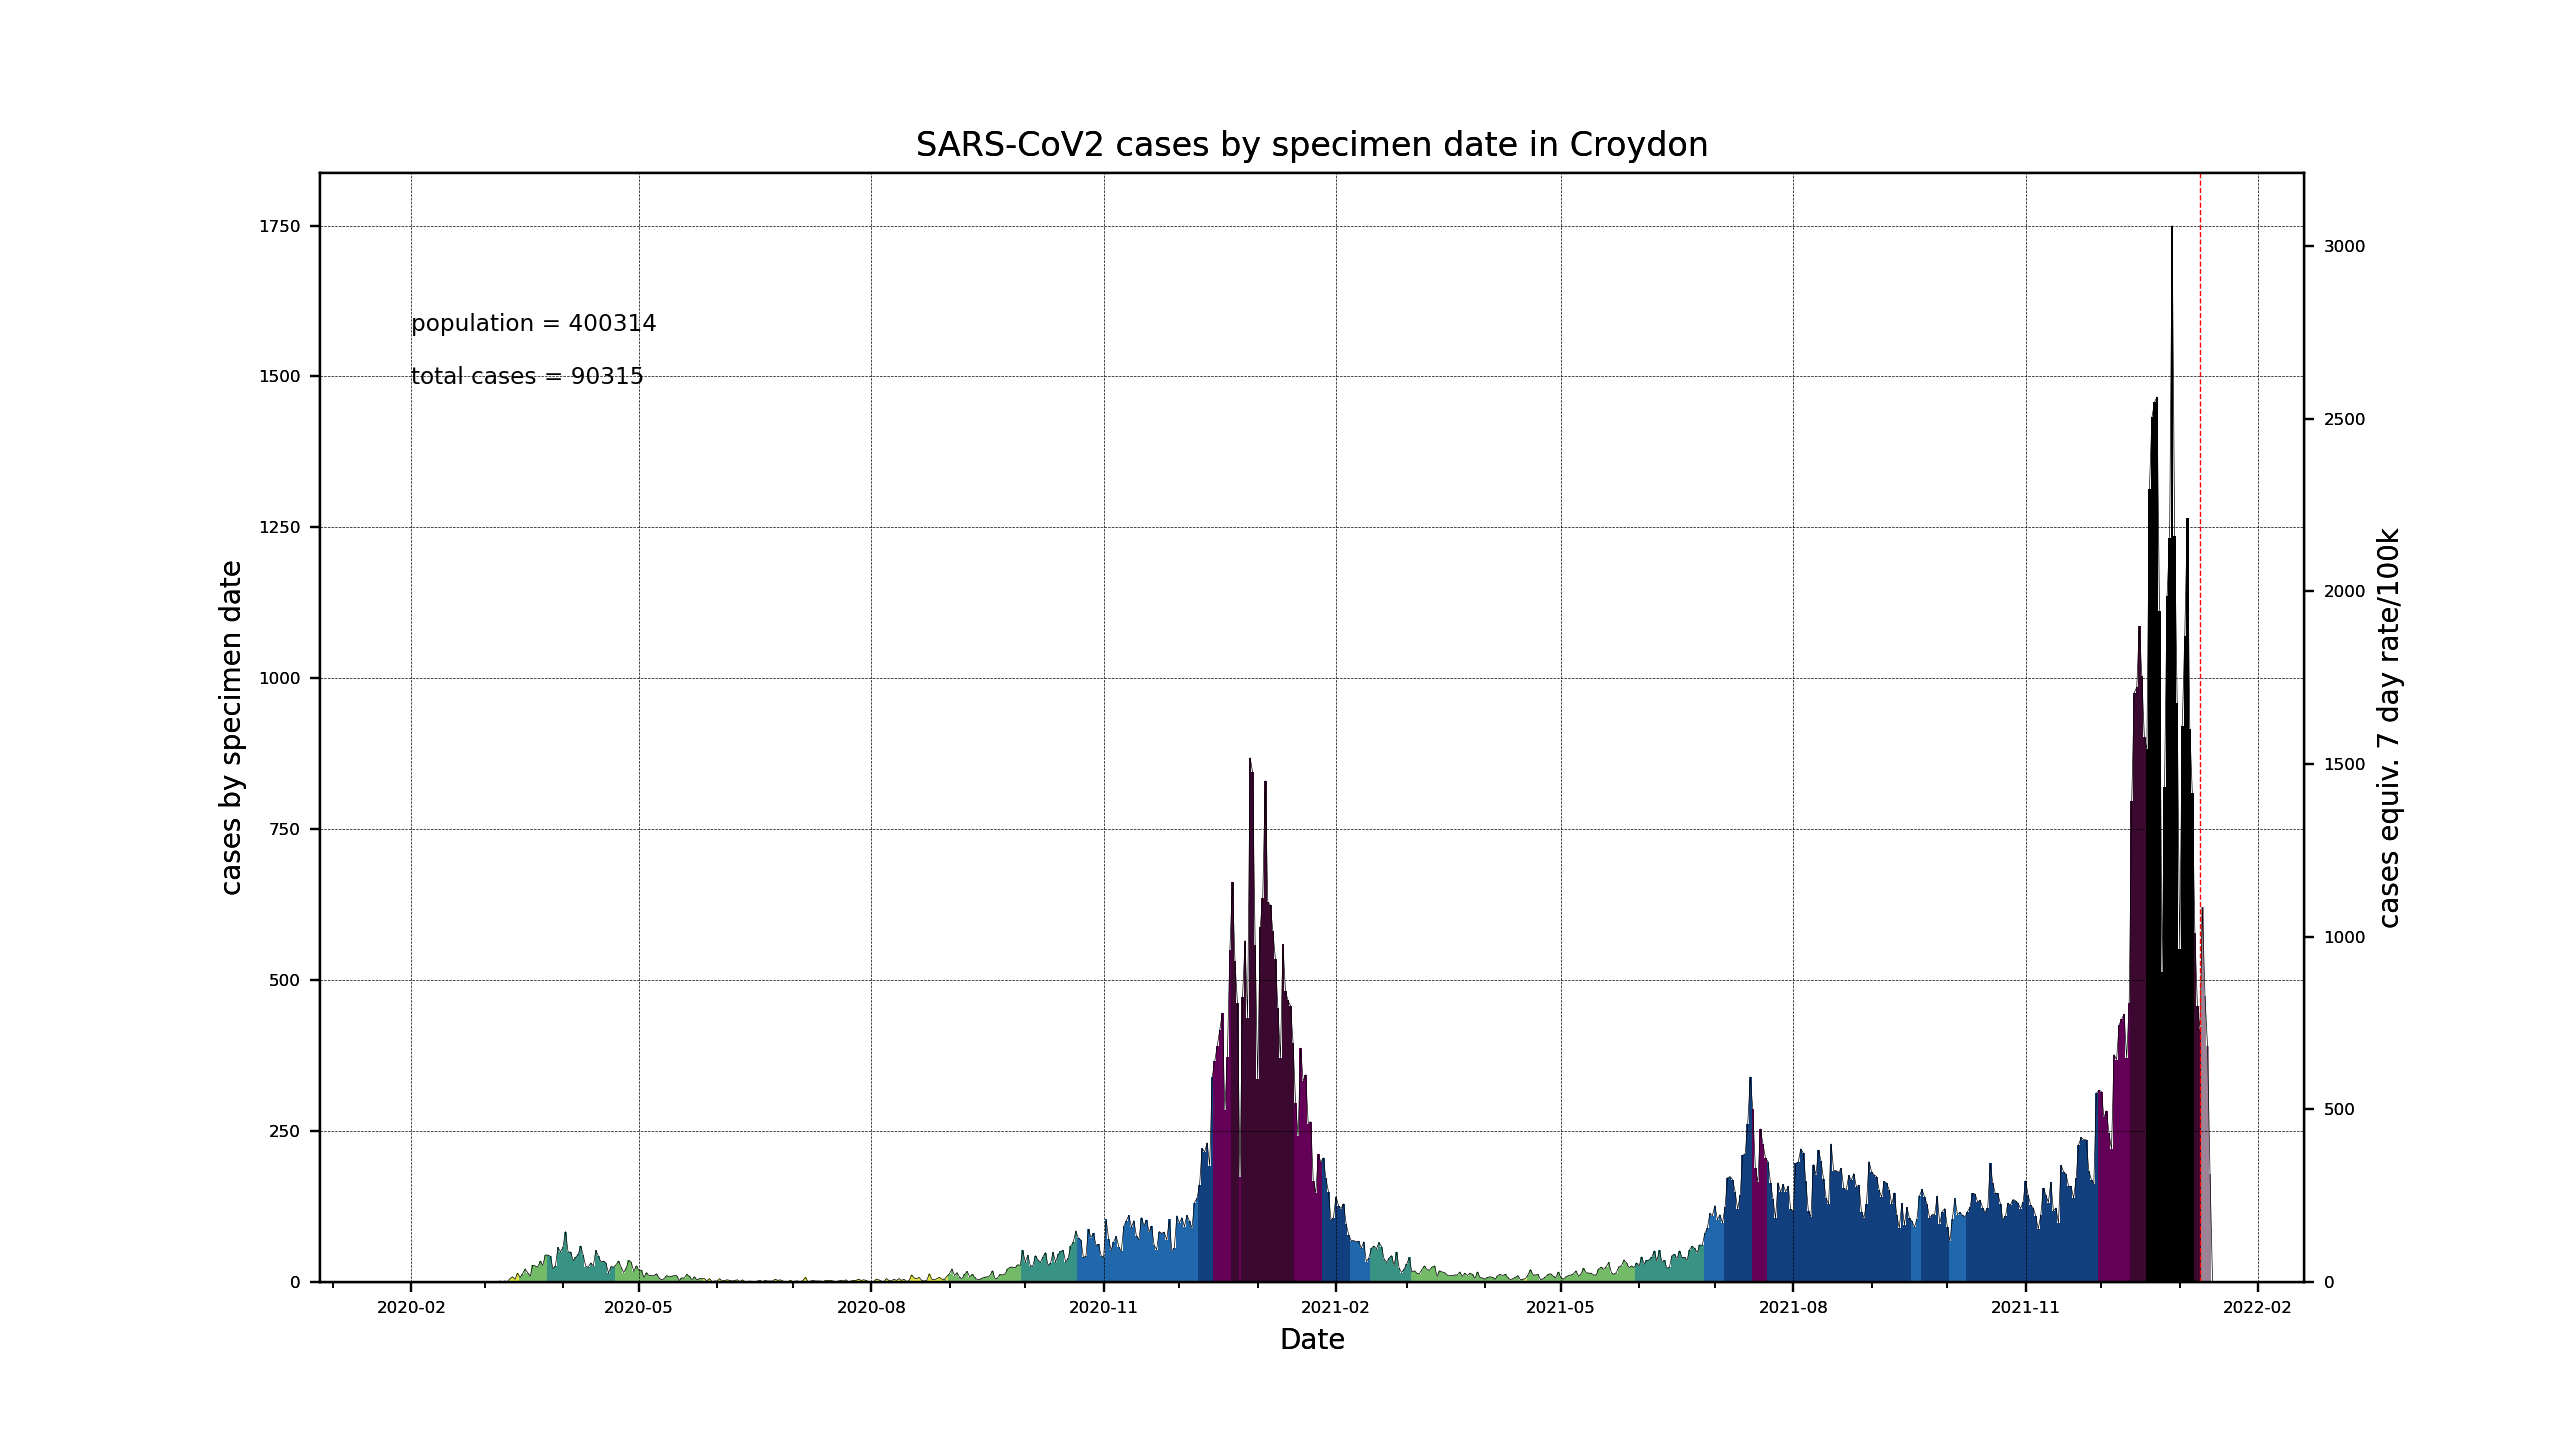 SARS-CoV2 cases by specimen date in Croydon
population = 400314
total cases = 90315
cases by specimen date
1750
1500
1250
1000
750
500
250
0
cases equiv. 7 day rate/100k
3000
2500
2000
1500
1000
500
0
2020-02 2020-05 2020-08 2020-11 2021-02 2021-05 2021-08 2021-11 2022-02
Date